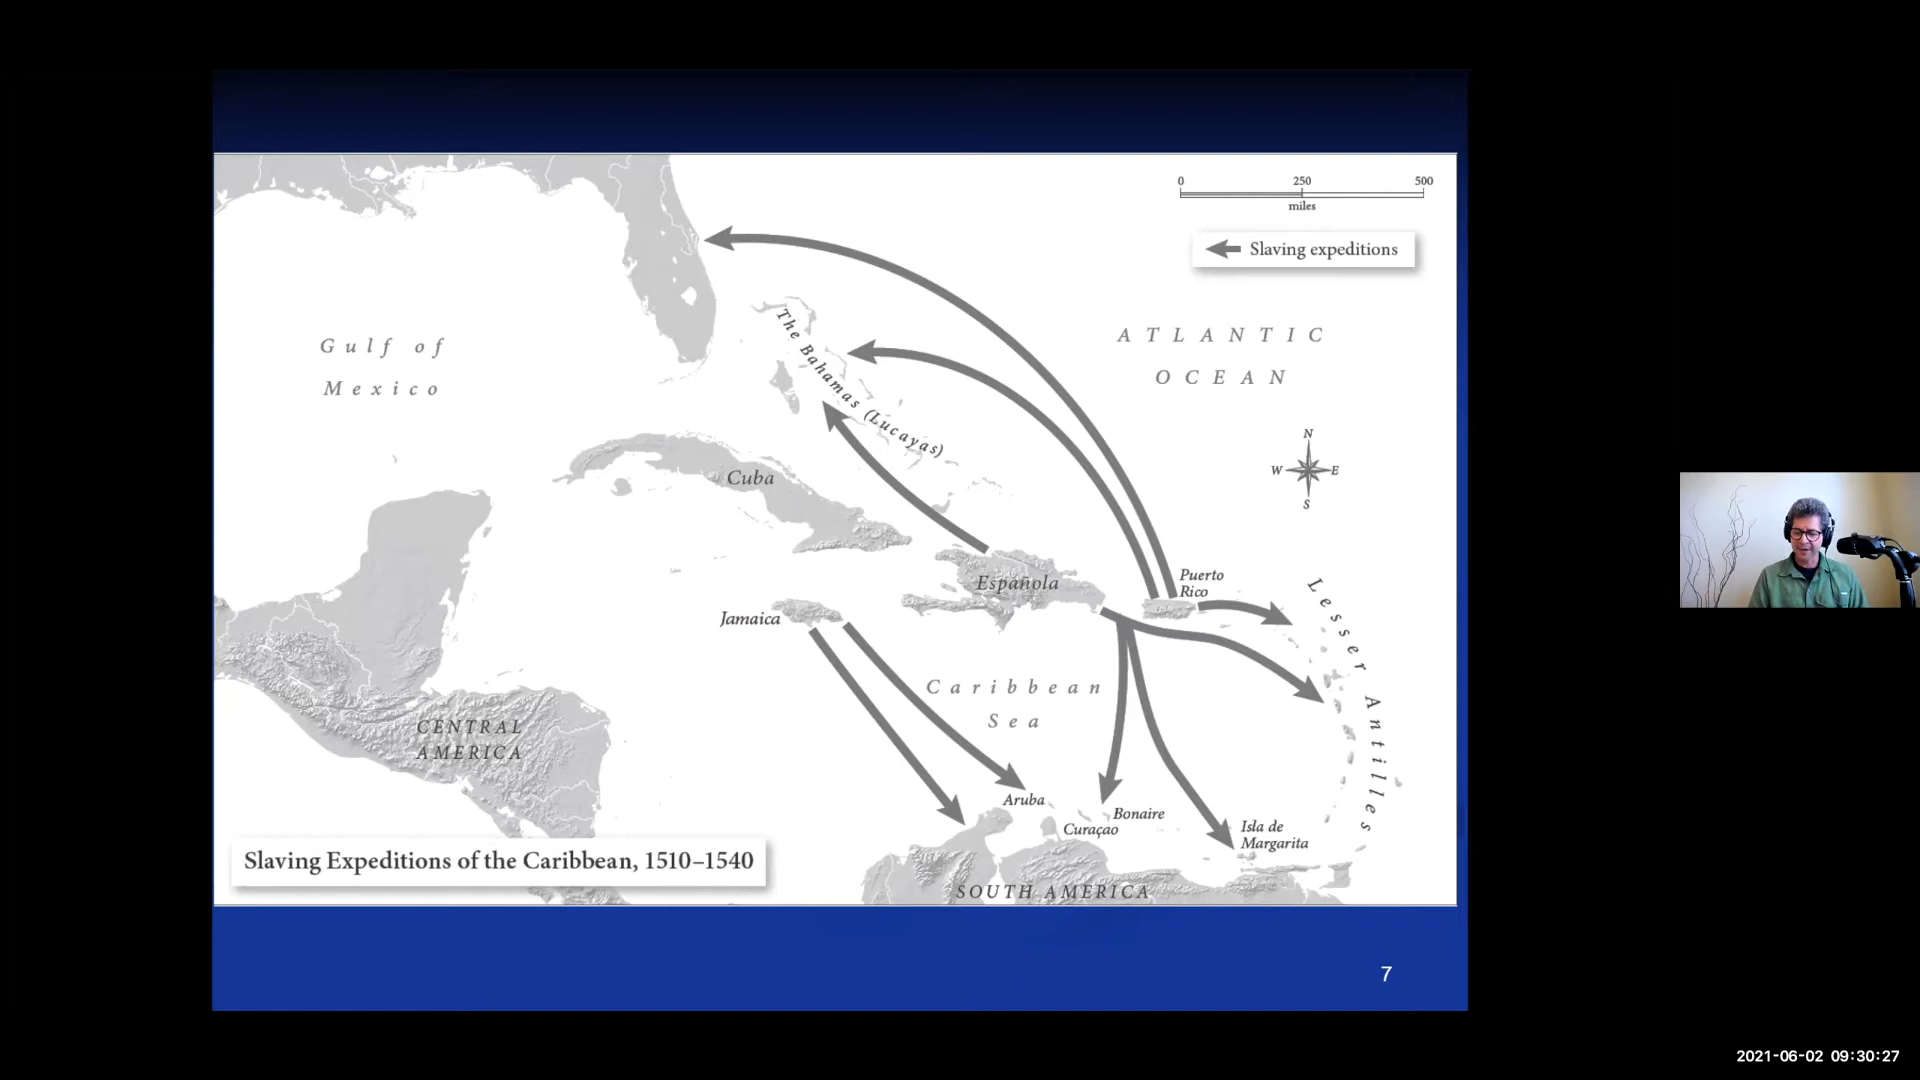 0 250 500
miles
Slaving expeditions
ATLANTIC
OCEAN
Gulf of
Mexico
The Bahamas (Lucayas)
N
W E
S
Cuba
Española
Puerto
Rico
Jamaica
Lesser Antilles
Caribbean
Sea
CENTRAL
AMERICA
Aruba
Bonaire
Curaçao
Isla de
Margarita
Slaving Expeditions of the Caribbean, 1510–1540
SOUTH AMERICA
7
2021-06-02 09:30:27